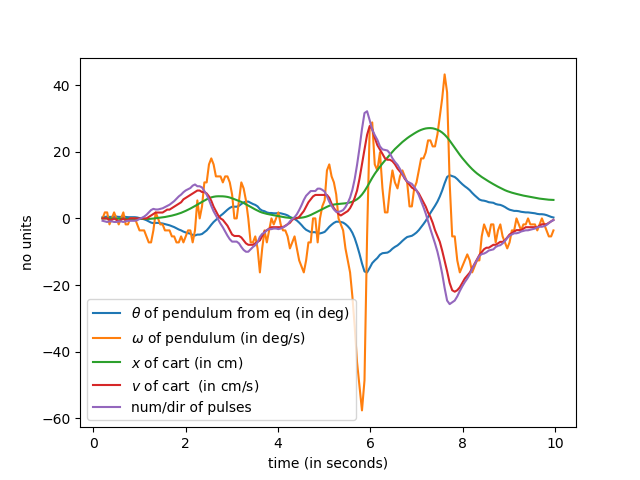 40
20
0
−20
−40
−60
no units
θ of pendulum from eq (in deg)
ω of pendulum (in deg/s)
x of cart (in cm)
v of cart (in cm/s)
num/dir of pulses
0 2 4 6 8 10
time (in seconds)